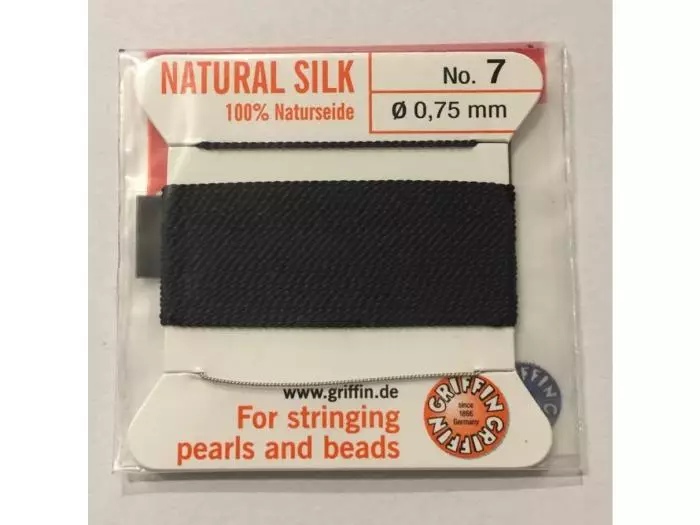 NATURAL SILK
100% Naturseide
No. 7
Ø 0,75 mm
www.griffin.de
For stringing
pearls and beads
GRIFFIN GRIFFIN
since
1866
Germany
FFIN